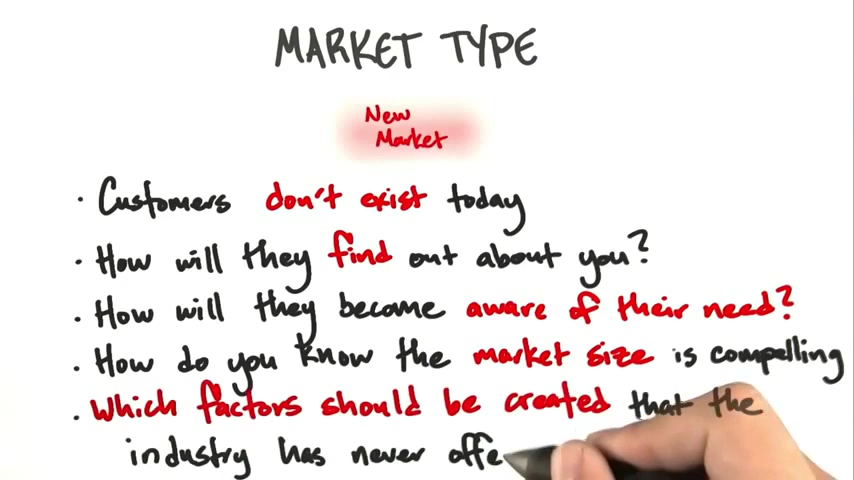 MARKET TYPE
New
Market
· Customers don't exist today
· How will they find out about you?
· How will they become aware of their need?
· How do you know the market size is compelling
· Which factors should be created that the
industry has never offe